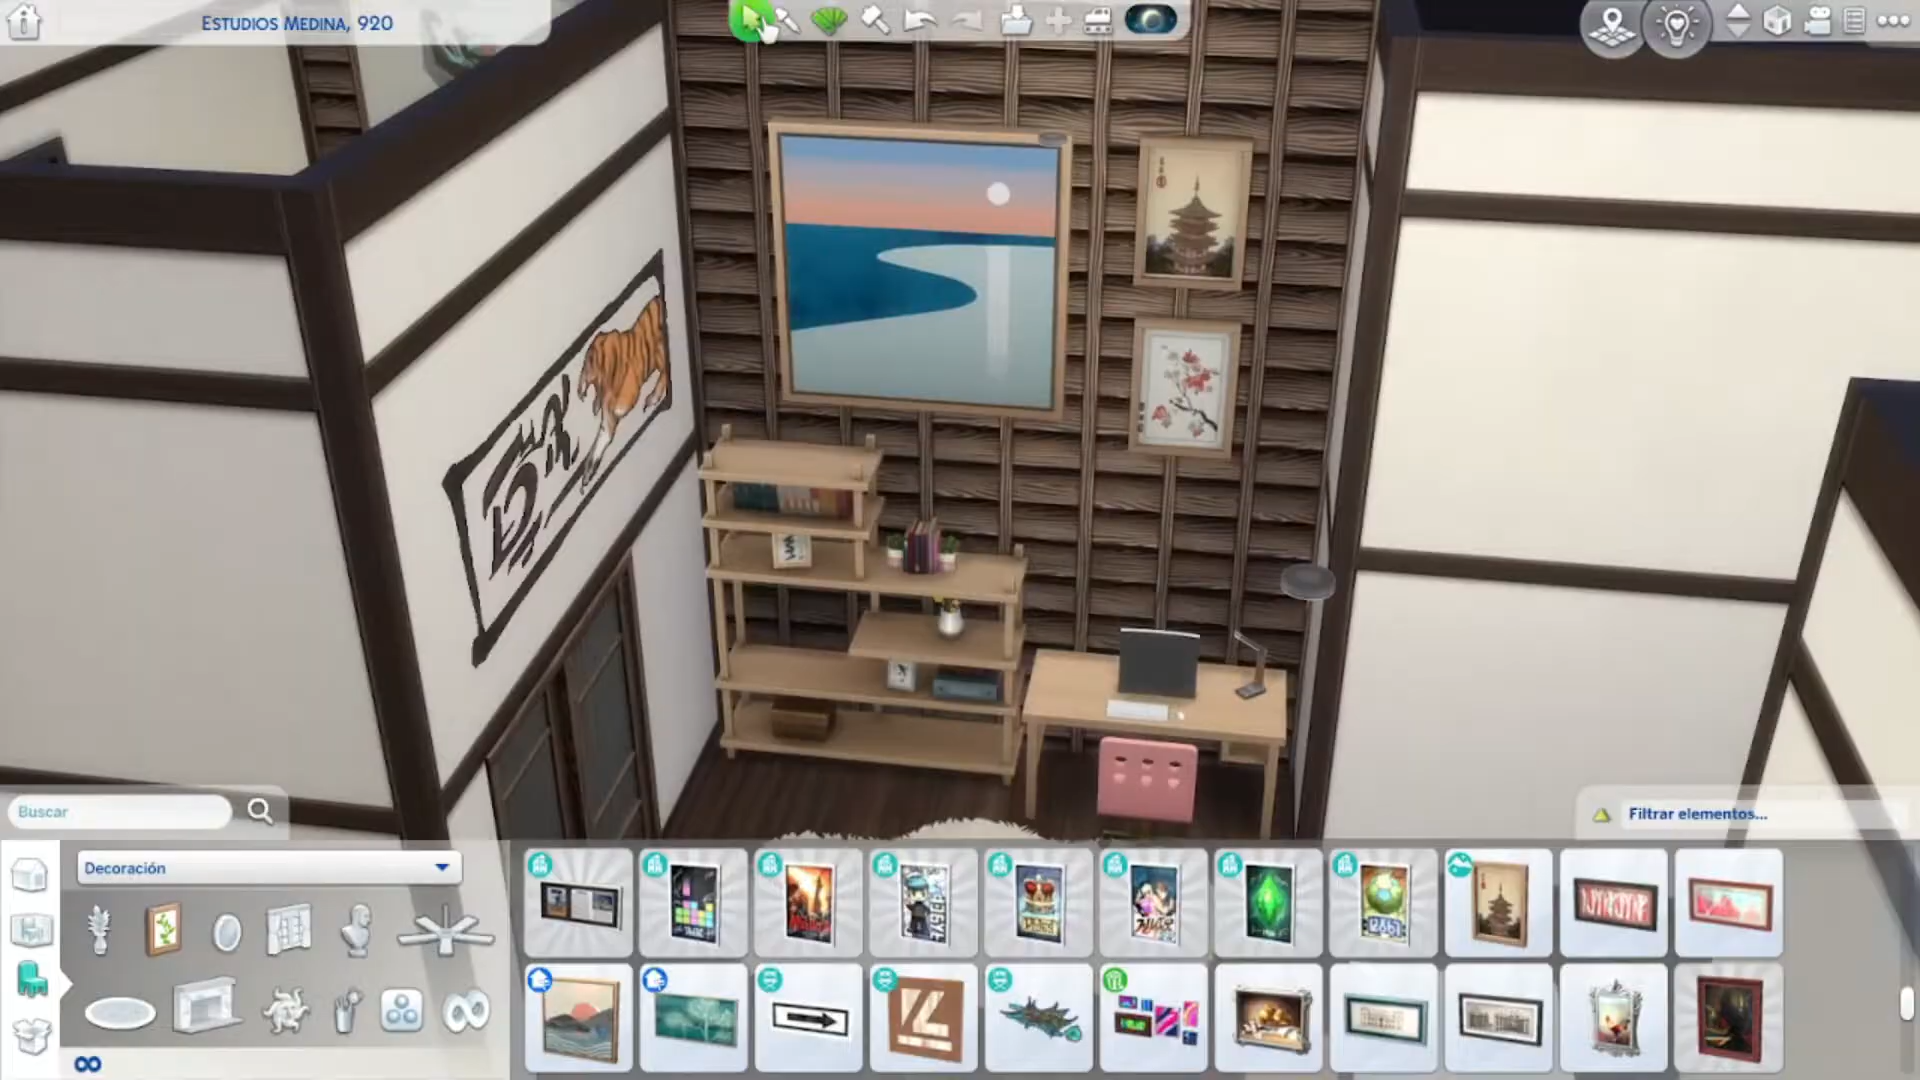 Estudios Medina, 920
Buscar
Filtrar elementos...
Decoración